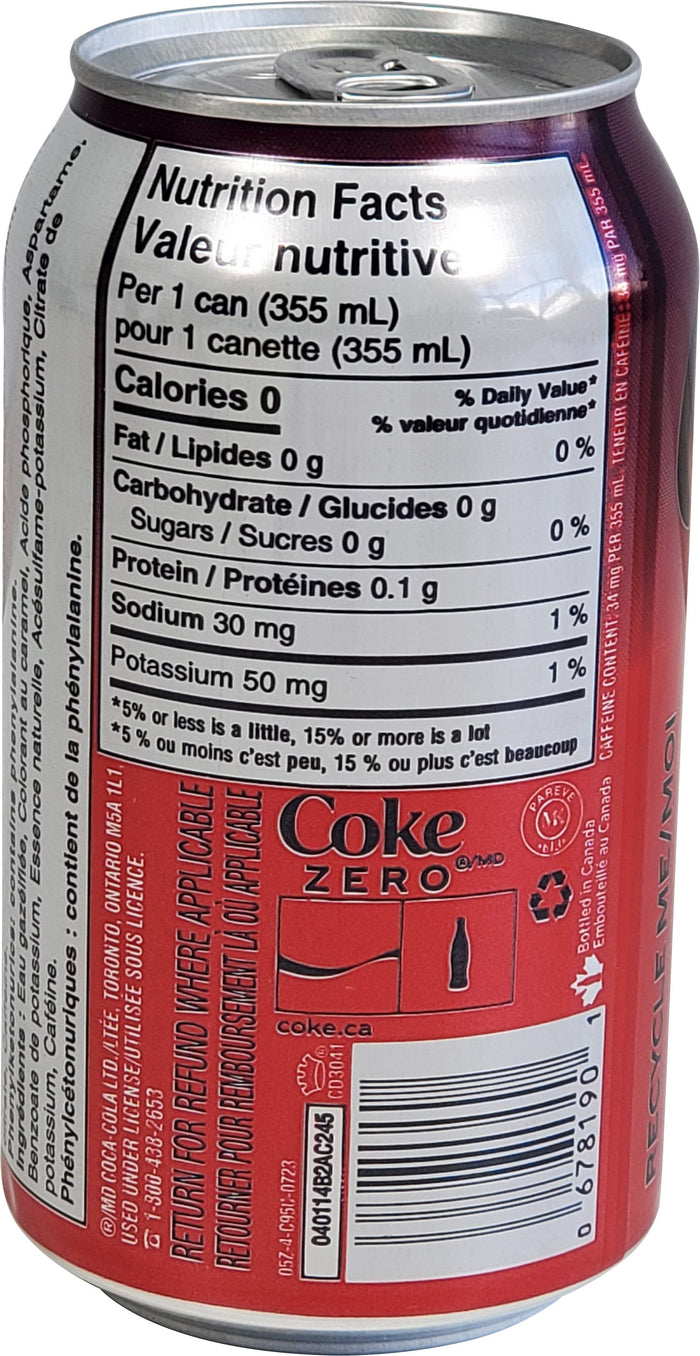 Nutrition Facts
Valeur nutritive
Per 1 can (355 mL)
pour 1 canette (355 mL)
Calories 0
% Daily Value*
% valeur quotidienne*
Fat / Lipides 0 g 0 %
Carbohydrate / Glucides 0 g
Sugars / Sucres 0 g 0 %
Protein / Protéines 0.1 g
Sodium 30 mg 1 %
Potassium 50 mg 1 %
*5% or less is a little, 15% or more is a lot
*5 % ou moins c'est peu, 15 % ou plus c'est beaucoup
Phenylketonurics: contains phenylalanine.
Ingrédients : Eau gazéifiée, Colorant au caramel, Acide phosphorique, Aspartame,
Benzoate de potassium, Essence naturelle, Acésulfame-potassium, Citrate de
potassium, Caféine.
Phénylcétonuriques : contient de la phénylalanine.
®/MD COCA-COLA LTD./LTÉE, TORONTO, ONTARIO M5A 1L1.
USED UNDER LICENSE/UTILISÉE SOUS LICENCE.
1-800-438-2653
RETURN FOR REFUND WHERE APPLICABLE
RETOURNER POUR REMBOURSEMENT LÀ OÙ APPLICABLE
Coke
ZERO ®/MD
coke.ca
PAREVE
MK
Bottled in Canada
Embouteillé au Canada
CAFFEINE CONTENT: 34 mg PER 355 mL. TENEUR EN CAFÉINE: 34 mg PAR 355 mL
RECYCLE ME/MOI
CD3041
040114B2AC245
0 678190 1